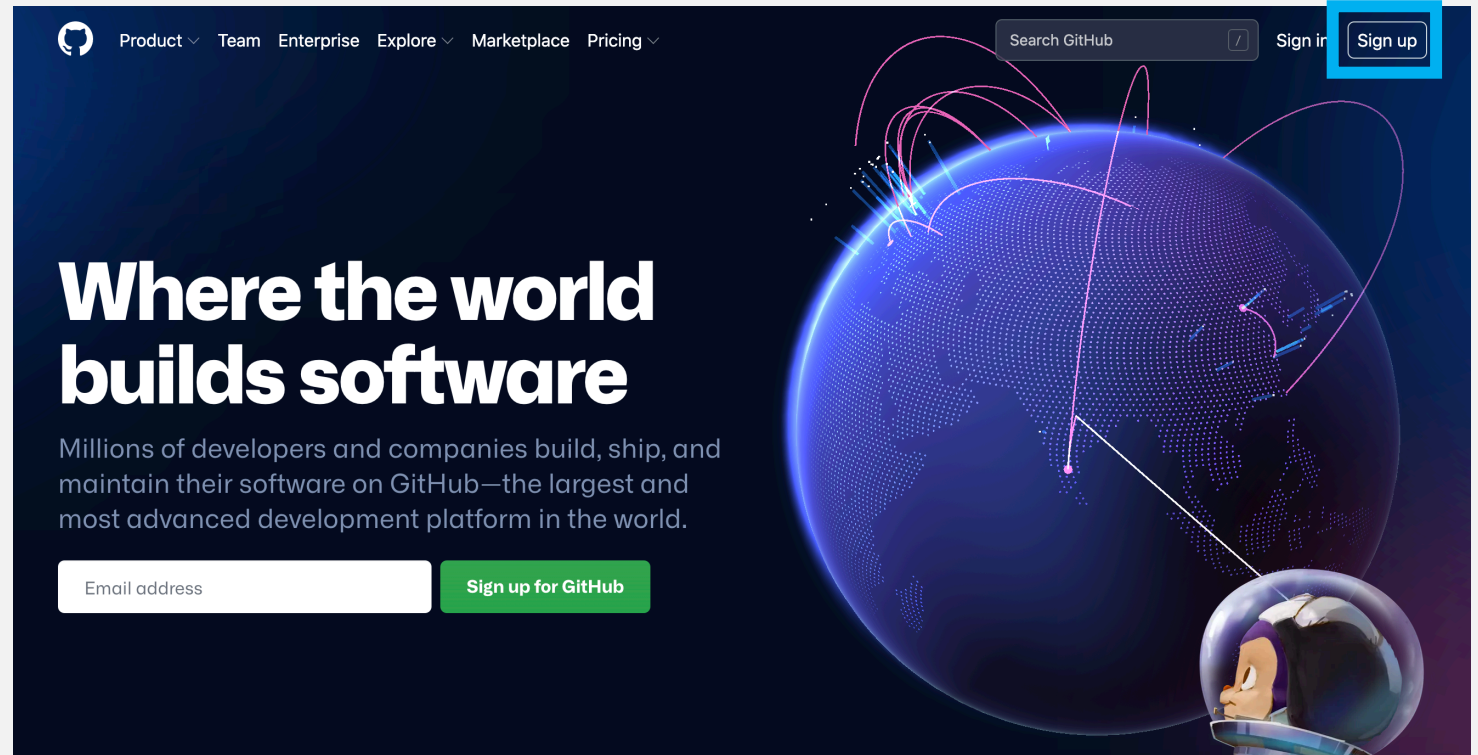 Product Team Enterprise Explore Marketplace Pricing Search GitHub / Sign in Sign up
Where the world
builds software
Millions of developers and companies build, ship, and
maintain their software on GitHub—the largest and
most advanced development platform in the world.
Email address Sign up for GitHub